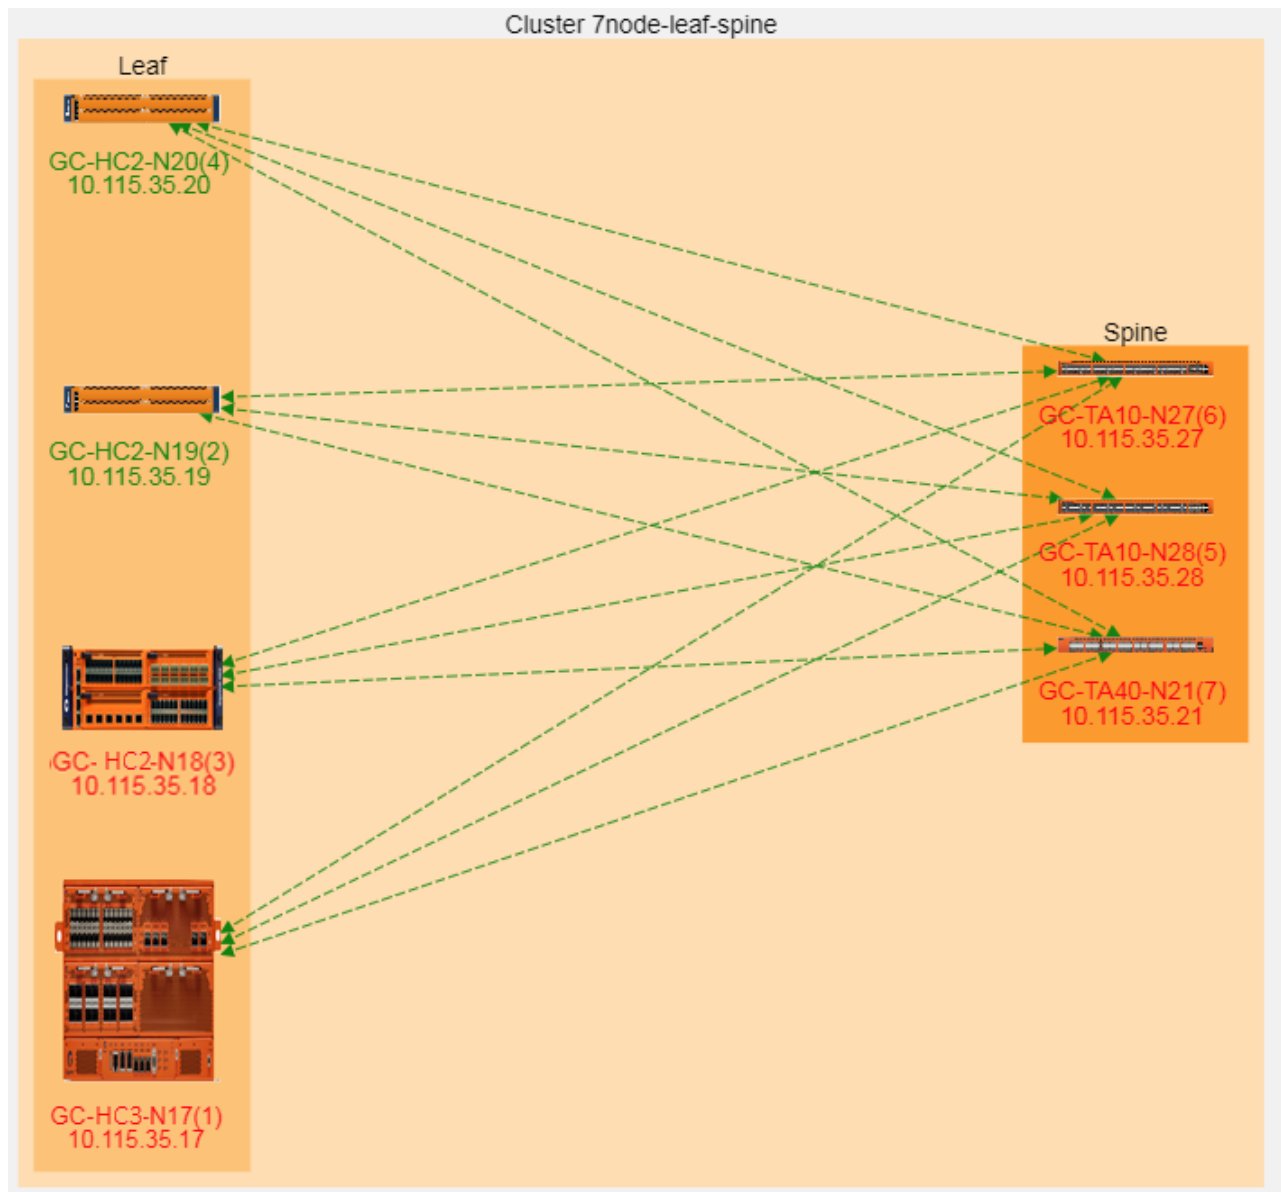 Cluster 7node-leaf-spine
Leaf
GC-HC2-N20(4)
10.115.35.20
GC-HC2-N19(2)
10.115.35.19
GC- HC2-N18(3)
10.115.35.18
GC-HC3-N17(1)
10.115.35.17
Spine
GC-TA10-N27(6)
10.115.35.27
GC-TA10-N28(5)
10.115.35.28
GC-TA40-N21(7)
10.115.35.21